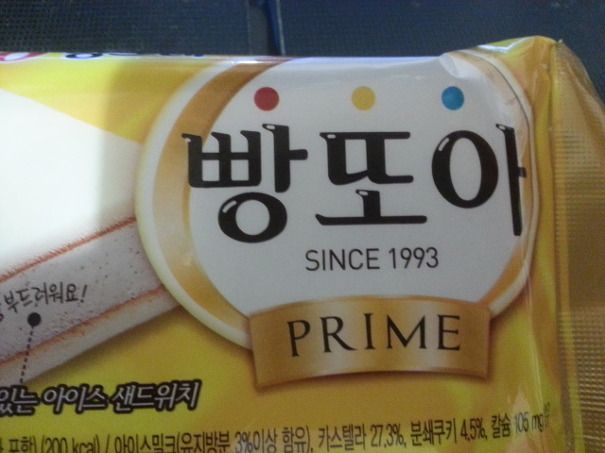 빵또아
SINCE 1993
PRIME
부드러워요!
있는 아이스 샌드위치
(200 kcal) / 아이스밀크(유지방분 3%이상 함유), 카스텔라 27.3%, 분쇄쿠키 4.5%, 칼슘 105 mg